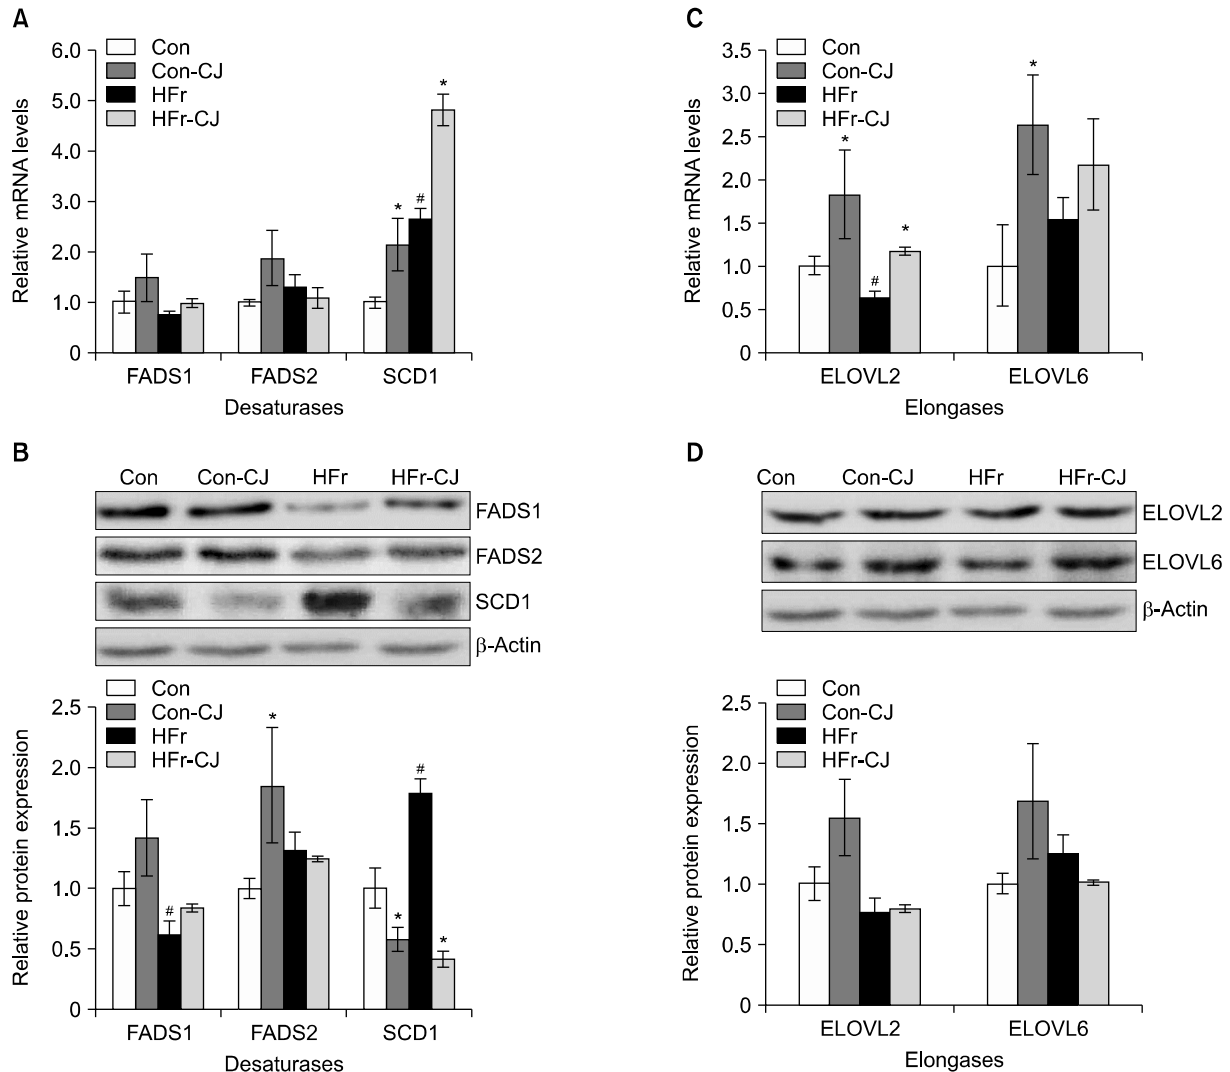 A
Relative mRNA levels
6.0
5.0
4.0
3.0
2.0
1.0
0
Con
Con-CJ
HFr
HFr-CJ
* # *
FADS1 FADS2 SCD1
Desaturases
C
Relative mRNA levels
3.5
3.0
2.5
2.0
1.5
1.0
0.5
0
Con
Con-CJ
HFr
HFr-CJ
* # * *
ELOVL2 ELOVL6
Elongases
B
Con Con-CJ HFr HFr-CJ
FADS1
FADS2
SCD1
β-Actin
Relative protein expression
2.5
2.0
1.5
1.0
0.5
0
Con
Con-CJ
HFr
HFr-CJ
# * * # *
FADS1 FADS2 SCD1
Desaturases
D
Con Con-CJ HFr HFr-CJ
ELOVL2
ELOVL6
β-Actin
Relative protein expression
2.5
2.0
1.5
1.0
0.5
0
Con
Con-CJ
HFr
HFr-CJ
ELOVL2 ELOVL6
Elongases